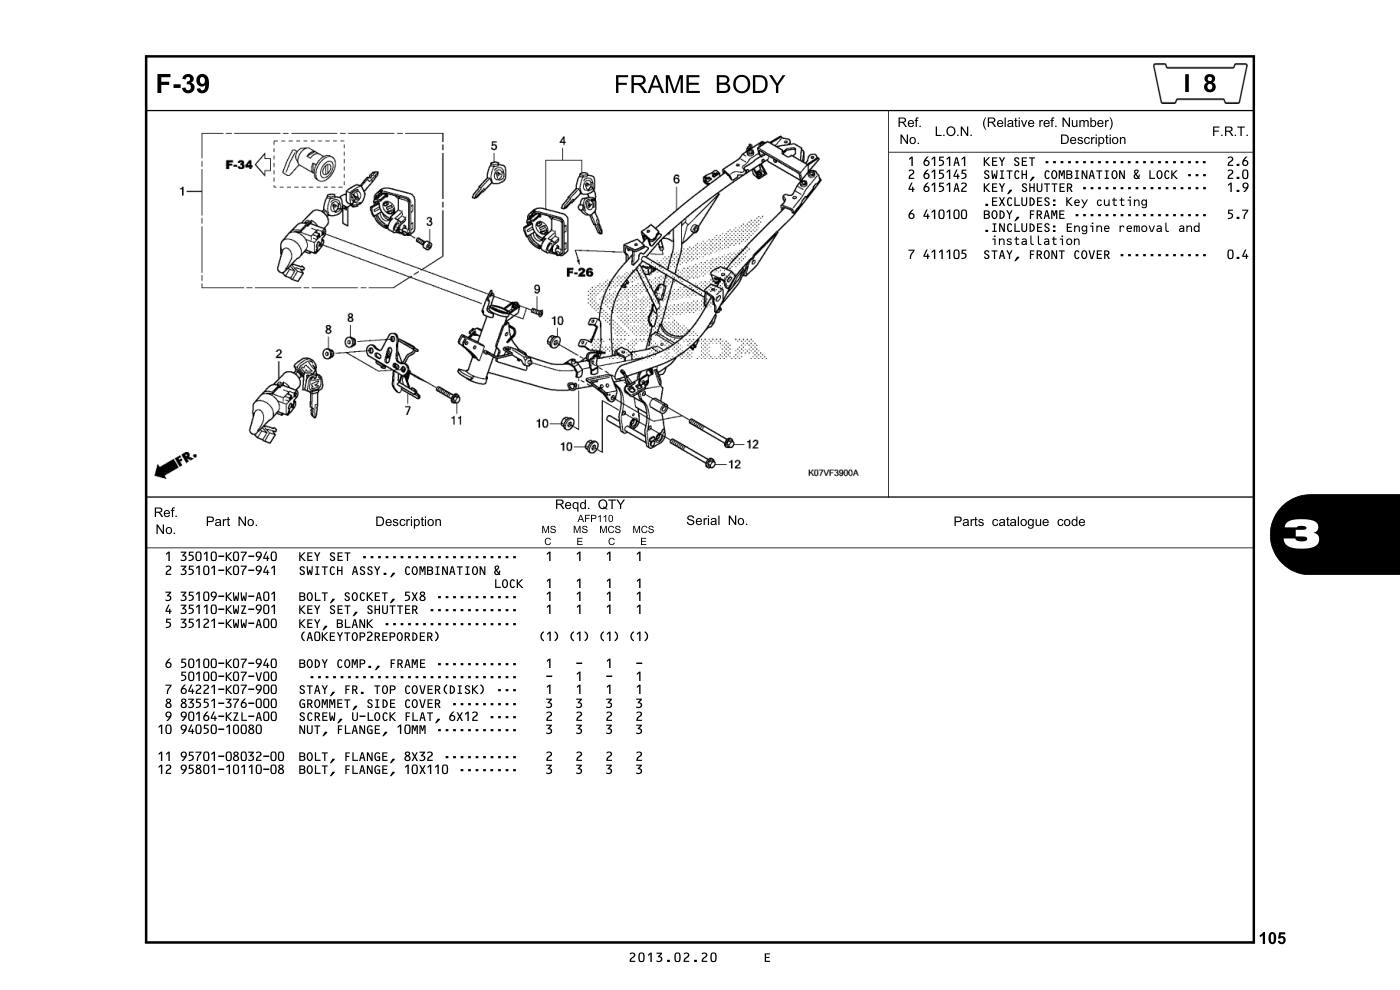 F-39
FRAME BODY
I 8
F-34
1
3
5
4
6
F-26
9
10
8
8
2
7
11
10
10
12
12
FR.
HONDA
K07VF3900A
Ref. No. L.O.N. (Relative ref. Number) Description F.R.T.
1 6151A1 KEY SET --------------------- 2.6
2 615145 SWITCH, COMBINATION & LOCK --- 2.0
4 6151A2 KEY, SHUTTER ---------------- 1.9
.EXCLUDES: Key cutting
6 410100 BODY, FRAME ----------------- 5.7
.INCLUDES: Engine removal and
installation
7 411105 STAY, FRONT COVER ----------- 0.4
Ref. No. Part No. Description Reqd. QTY Serial No. Parts catalogue code
AFP110
MS MS MCS MCS
C E C E
1 35010-K07-940 KEY SET -------------------- 1 1 1 1
2 35101-K07-941 SWITCH ASSY., COMBINATION &
LOCK 1 1 1 1
3 35109-KWW-A01 BOLT, SOCKET, 5X8 ---------- 1 1 1 1
4 35110-KWZ-901 KEY SET, SHUTTER ----------- 1 1 1 1
5 35121-KWW-A00 KEY, BLANK -----------------
(A0KEYTOP2REPORDER) (1) (1) (1) (1)
6 50100-K07-940 BODY COMP., FRAME ---------- 1 - 1 -
50100-K07-V00 -------------------------- - 1 - 1
7 64221-K07-900 STAY, FR. TOP COVER(DISK) --- 1 1 1 1
8 83551-376-000 GROMMET, SIDE COVER --------- 3 3 3 3
9 90164-KZL-A00 SCREW, U-LOCK FLAT, 6X12 ---- 2 2 2 2
10 94050-10080 NUT, FLANGE, 10MM ---------- 3 3 3 3
11 95701-08032-00 BOLT, FLANGE, 8X32 --------- 2 2 2 2
12 95801-10110-08 BOLT, FLANGE, 10X110 -------- 3 3 3 3
3
105
2013.02.20 E